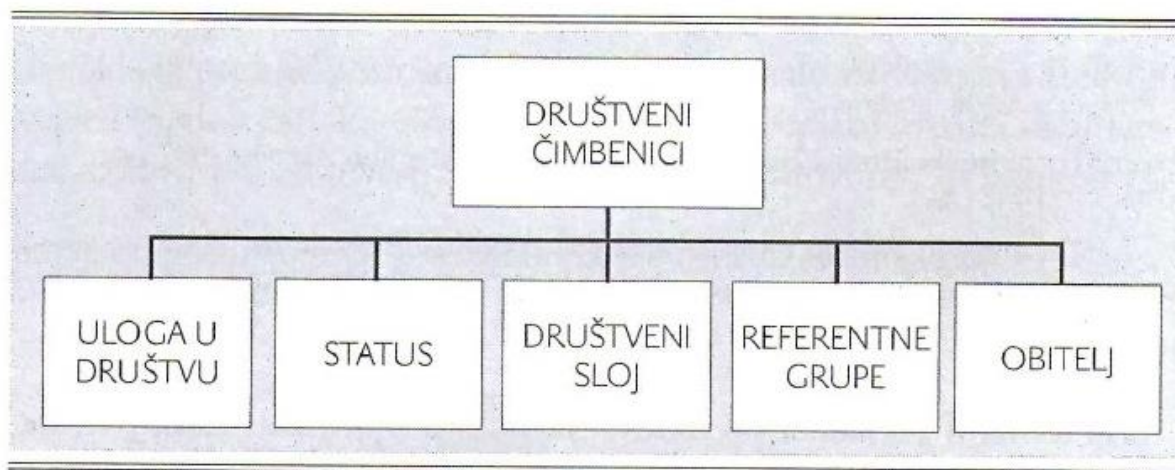 DRUŠTVENI
ČIMBENICI
ULOGA U
DRUŠTVU
STATUS
DRUŠTVENI
SLOJ
REFERENTNE
GRUPE
OBITELJ